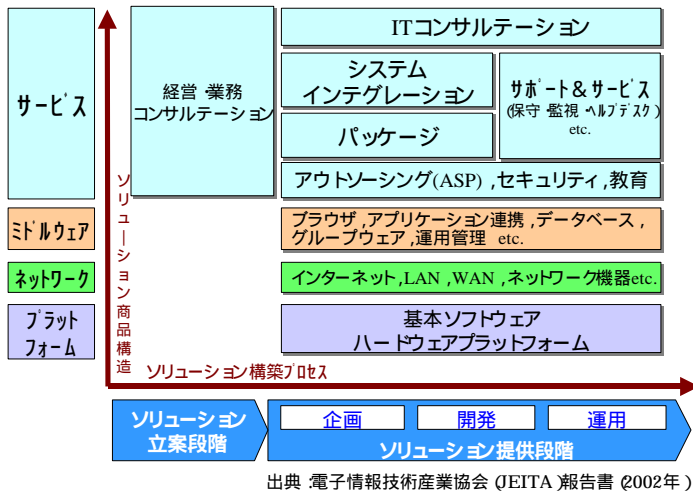 サービス
ミドルウェア
ネットワーク
プラット
フォーム
ソリューション商品構造
経営・業務
コンサルテーション
ITコンサルテーション
システム
インテグレーション
パッケージ
サポート&サービス
(保守・監視・ヘルプデスク)
etc.
アウトソーシング(ASP) ,セキュリティ,教育
ブラウザ,アプリケーション連携,データベース,
グループウェア,運用管理 etc.
インターネット,LAN ,WAN ,ネットワーク機器etc.
基本ソフトウェア
ハードウェアプラットフォーム
ソリューション構築プロセス
ソリューション
立案段階
企画
開発
運用
ソリューション提供段階
出典:電子情報技術産業協会(JEITA)報告書(2002年)